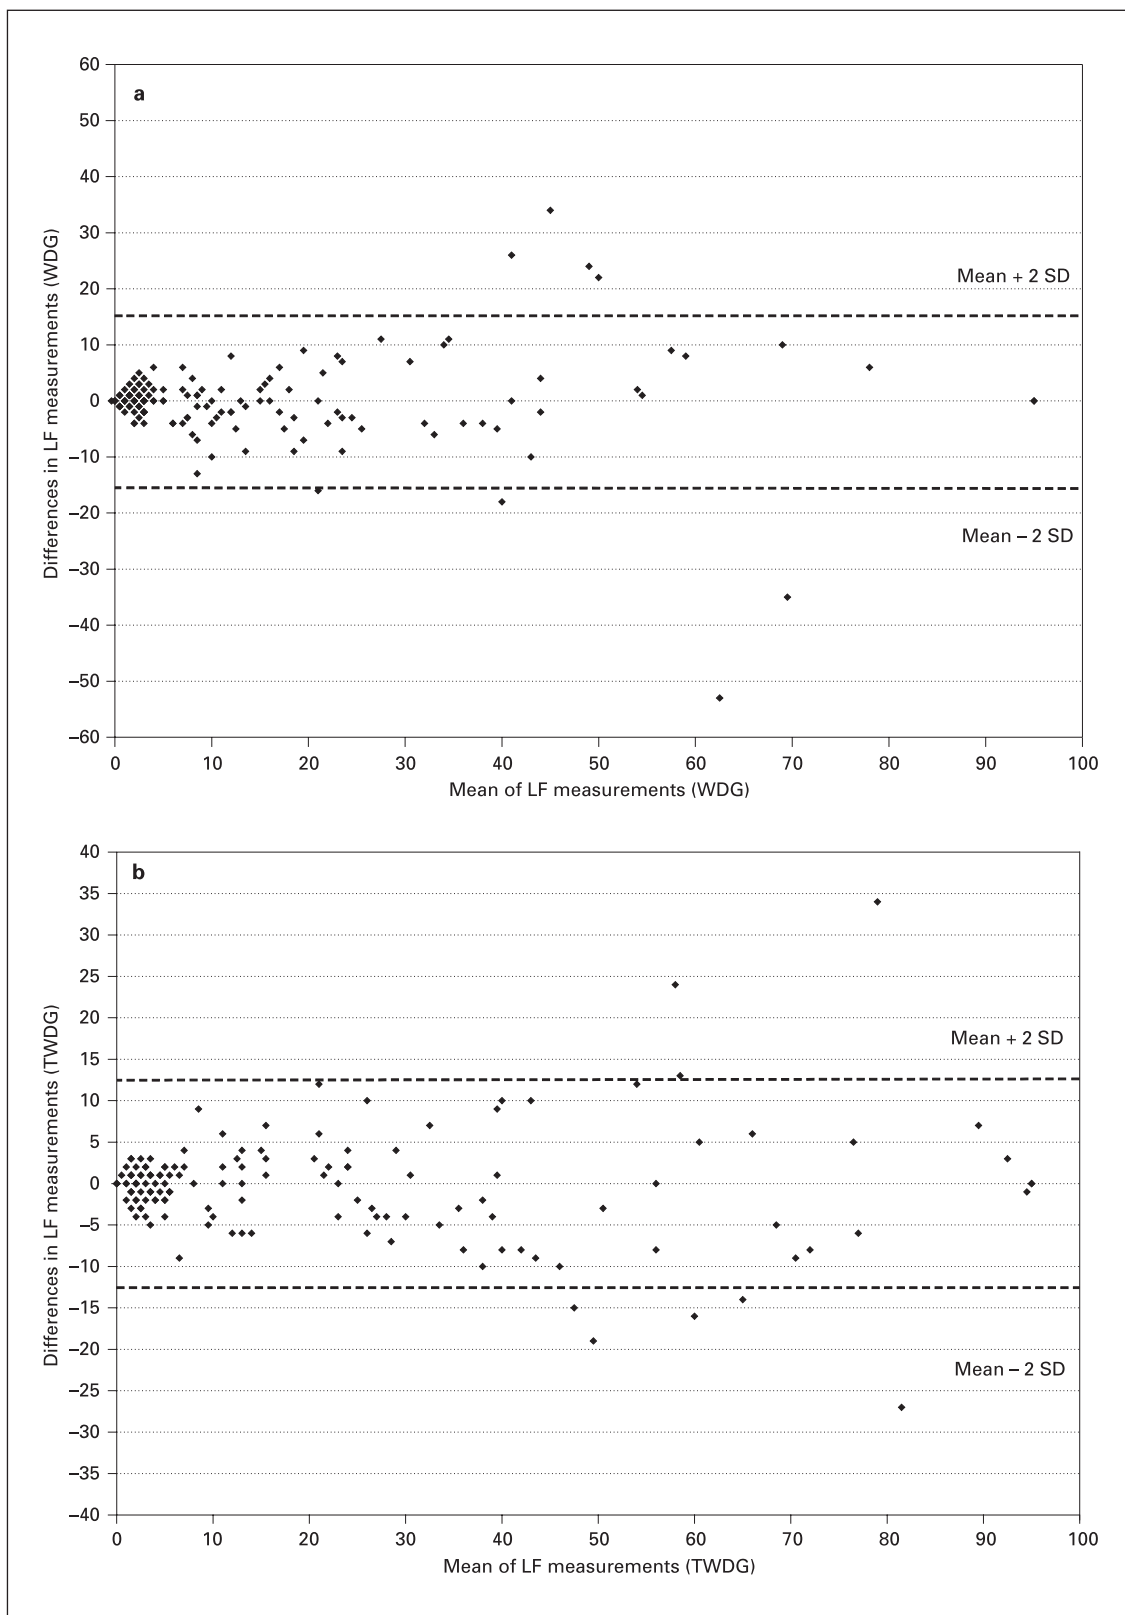 60
a
50
40
30
Mean + 2 SD
20
10
0
–10
–20
Mean – 2 SD
–30
–40
–50
–60
Differences in LF measurements (WDG)
0 10 20 30 40 50 60 70 80 90 100
Mean of LF measurements (WDG)
40
b
35
30
25
20
Mean + 2 SD
15
10
5
0
–5
–10
–15
–20
Mean – 2 SD
–25
–30
–35
–40
Differences in LF measurements (TWDG)
0 10 20 30 40 50 60 70 80 90 100
Mean of LF measurements (TWDG)